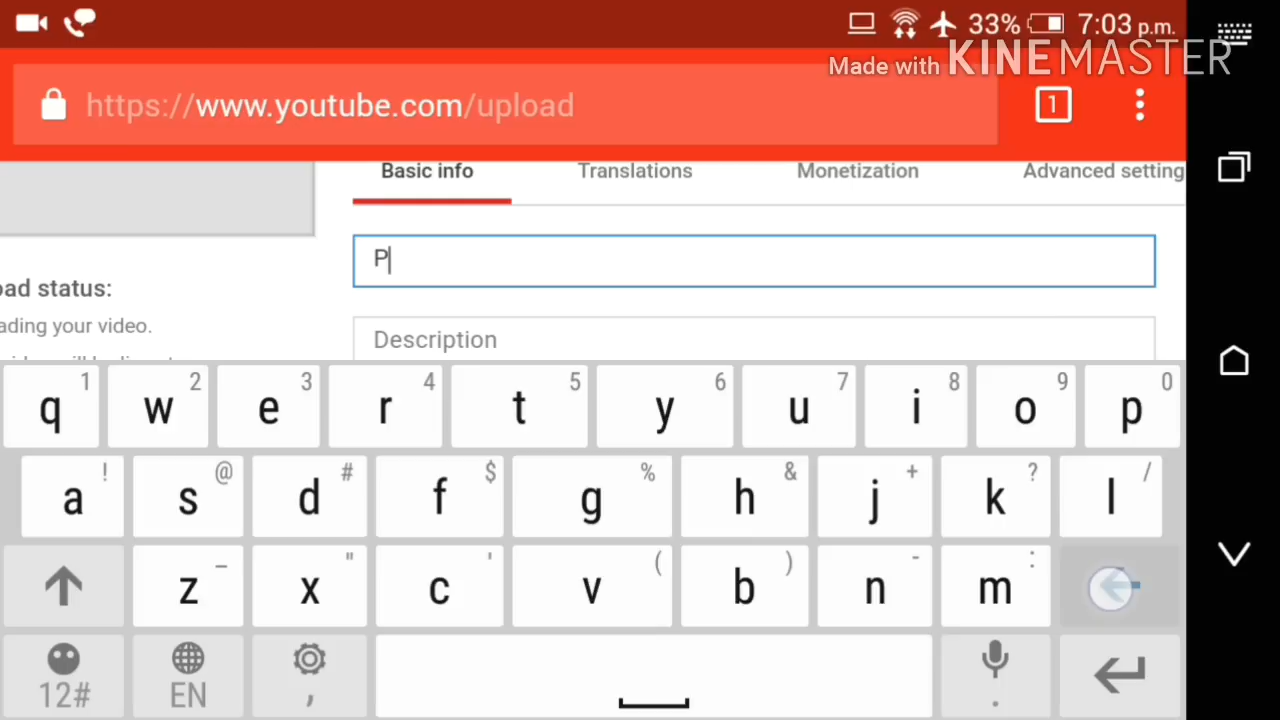 33% 7:03 p.m.
Made with KINEMASTER
https://www.youtube.com/upload
1
Basic info Translations Monetization Advanced setting
P
oad status:
ading your video.
Description
q 1 w 2 e 3 r 4 t 5 y 6 u 7 i 8 o 9 p 0
a ! s @ d # f $ g % h & j + k ? l /
z _ x " c ' v ( b ) n - m :
12# EN , .